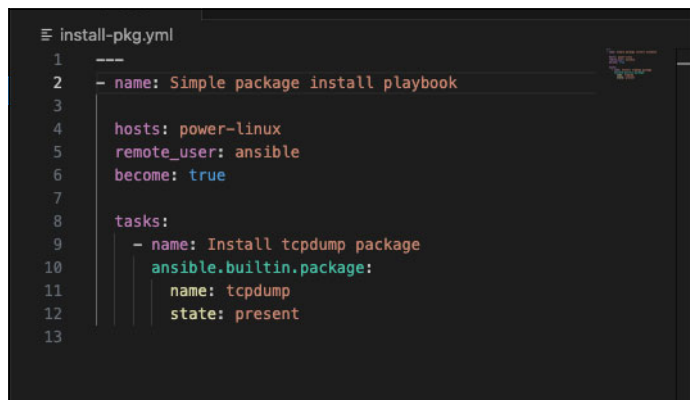 install-pkg.yml
1 ---
2 - name: Simple package install playbook
3
4 hosts: power-linux
5 remote_user: ansible
6 become: true
7
8 tasks:
9 - name: Install tcpdump package
10 ansible.builtin.package:
11 name: tcpdump
12 state: present
13